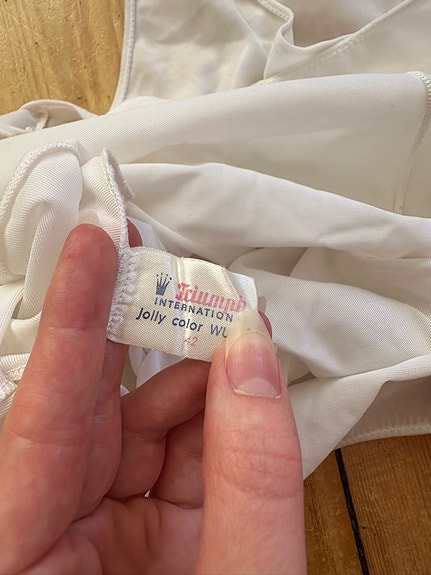 Triumph
INTERNATION
Jolly color WU
42